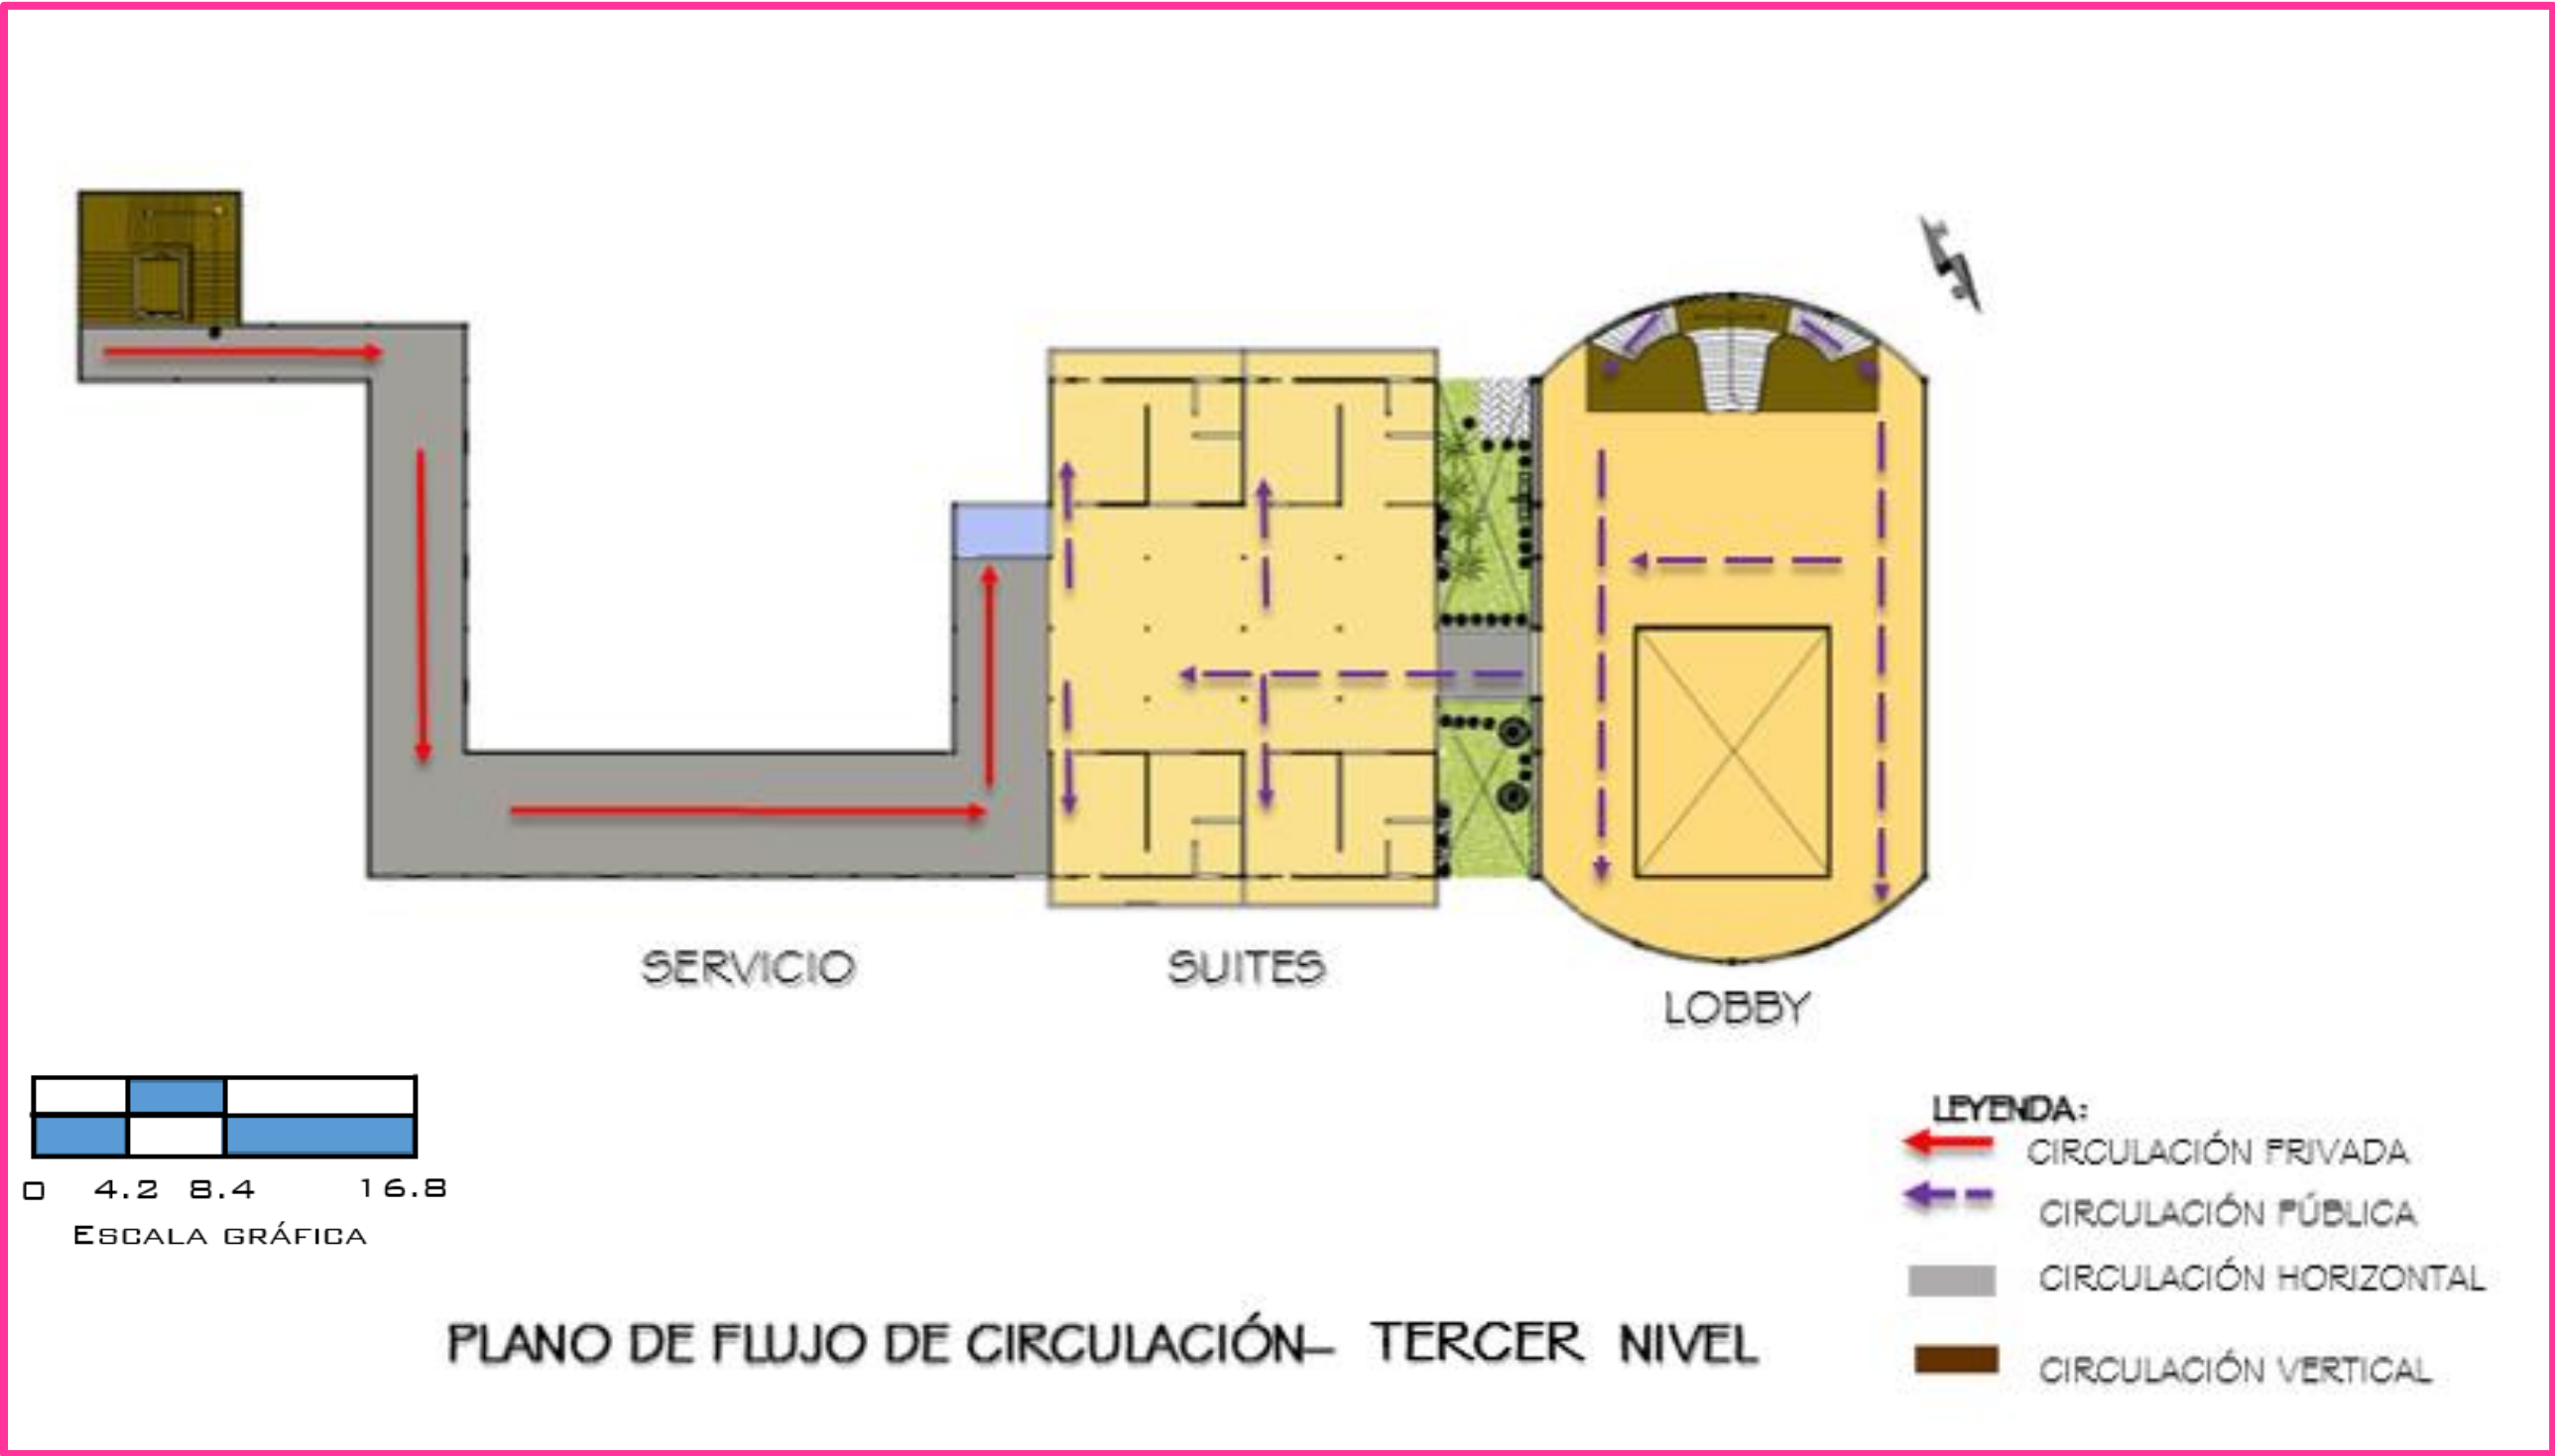 SERVICIO
SUITES
LOBBY
0 4.2 8.4 16.8
ESCALA GRÁFICA
LEYENDA:
CIRCULACIÓN PRIVADA
CIRCULACIÓN PÚBLICA
CIRCULACIÓN HORIZONTAL
CIRCULACIÓN VERTICAL
PLANO DE FLUJO DE CIRCULACIÓN– TERCER NIVEL